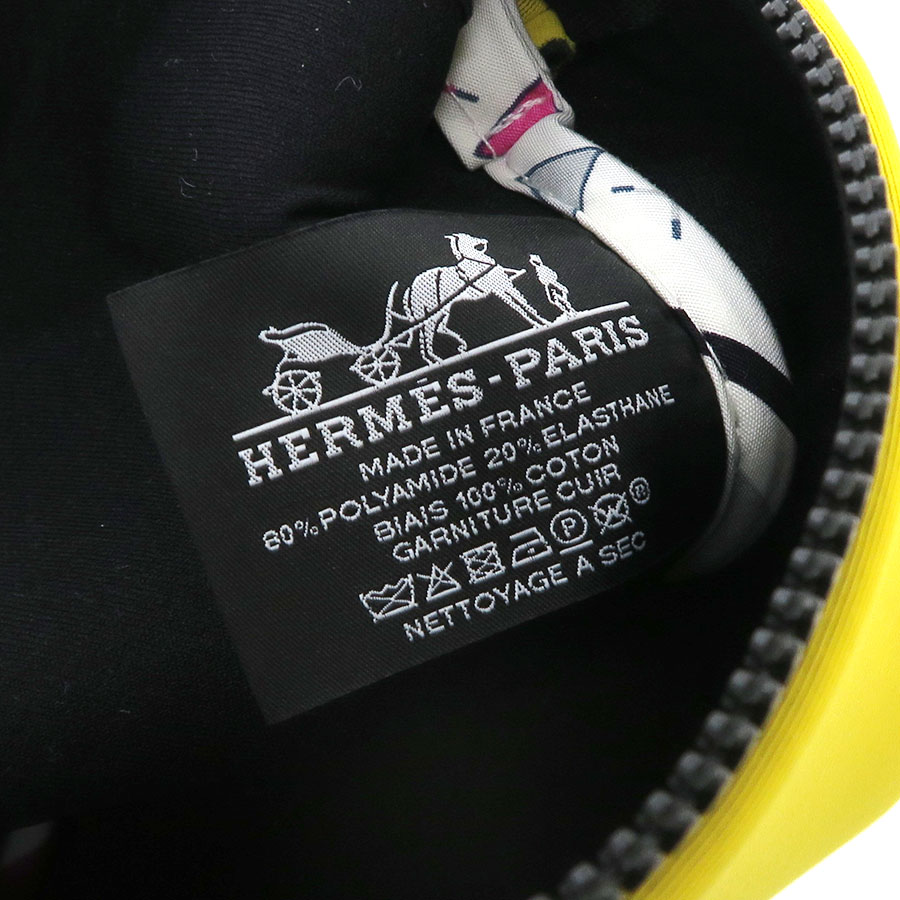 HERMÈS-PARIS
MADE IN FRANCE
80% POLYAMIDE 20% ELASTHANE
BIAIS 100% COTON
GARNITURE CUIR
P ®
NETTOYAGE A SEC